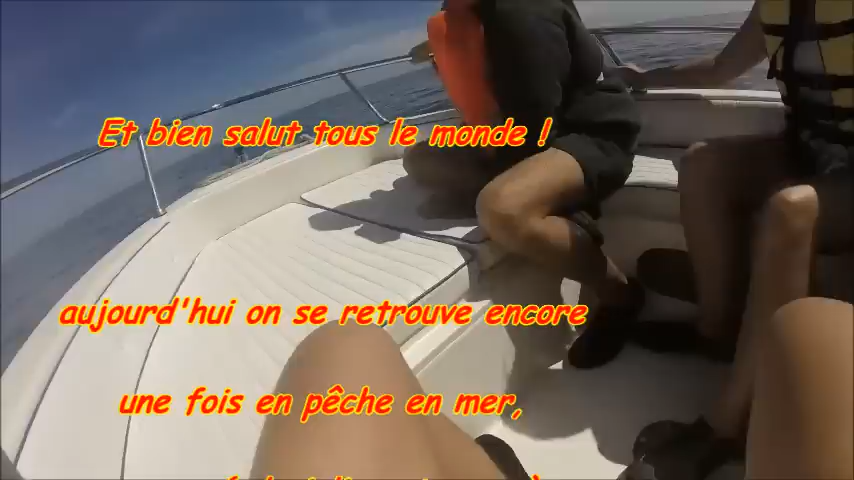 Et bien salut tous le monde !
aujourd'hui on se retrouve encore
une fois en pêche en mer,